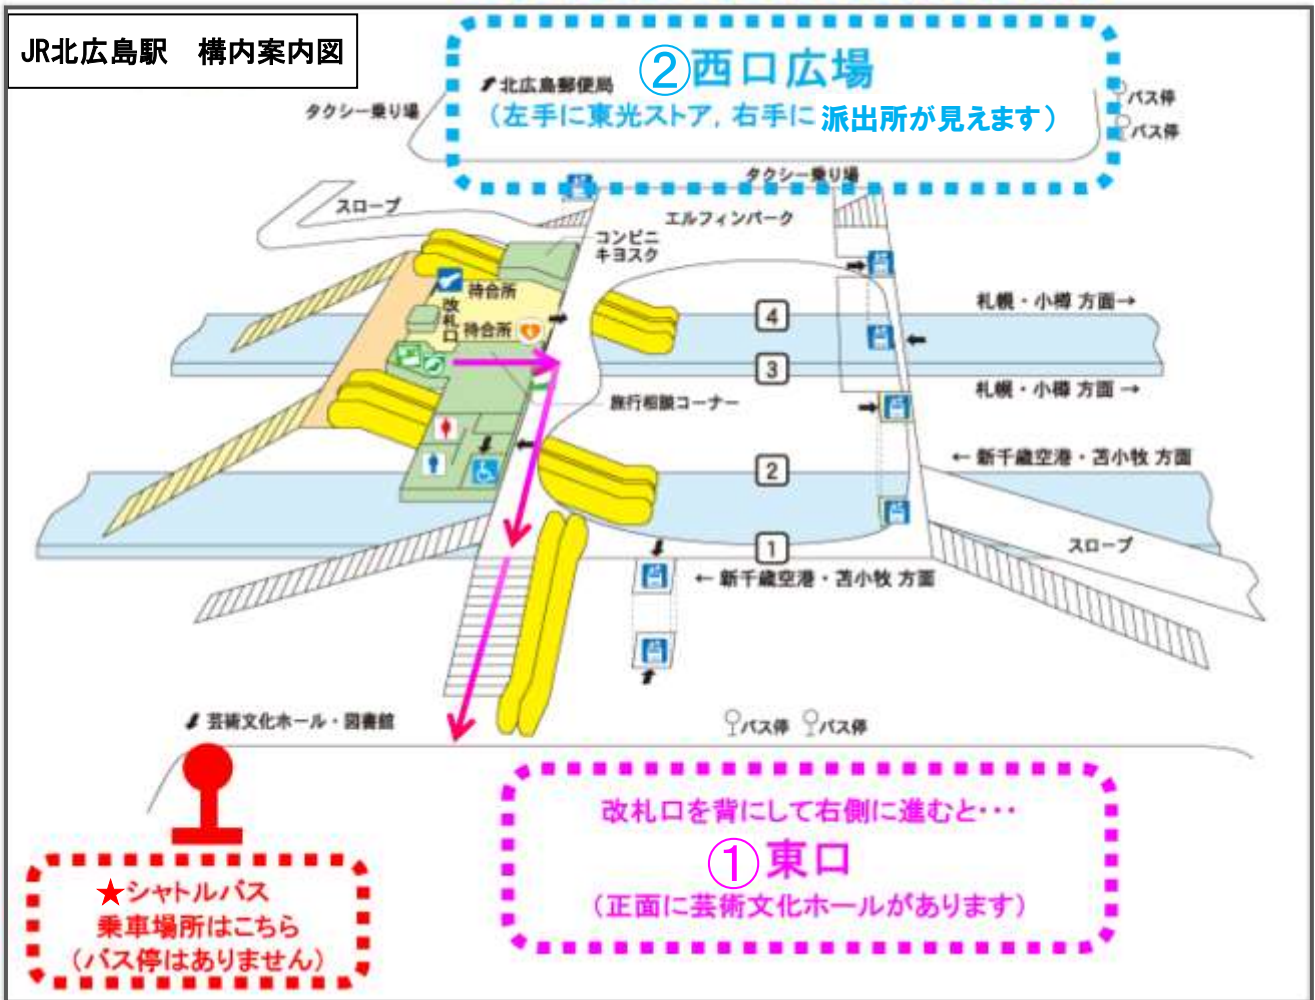 JR北広島駅　構内案内図
②西口広場
北広島郵便局
(左手に東光ストア, 右手に 派出所が見えます)
タクシー乗り場
バス停
バス停
タクシー乗り場
スロープ
エルフィンパーク
コンビニ
キヨスク
待合所
改札口
待合所
4
札幌・小樽 方面→
3
札幌・小樽 方面→
旅行相談コーナー
2
←新千歳空港・苫小牧 方面
1
スロープ
←新千歳空港・苫小牧 方面
芸術文化ホール・図書館
バス停 バス停
改札口を背にして右側に進むと・・・
①東口
(正面に芸術文化ホールがあります)
★シャトルバス
乗車場所はこちら
(バス停はありません)